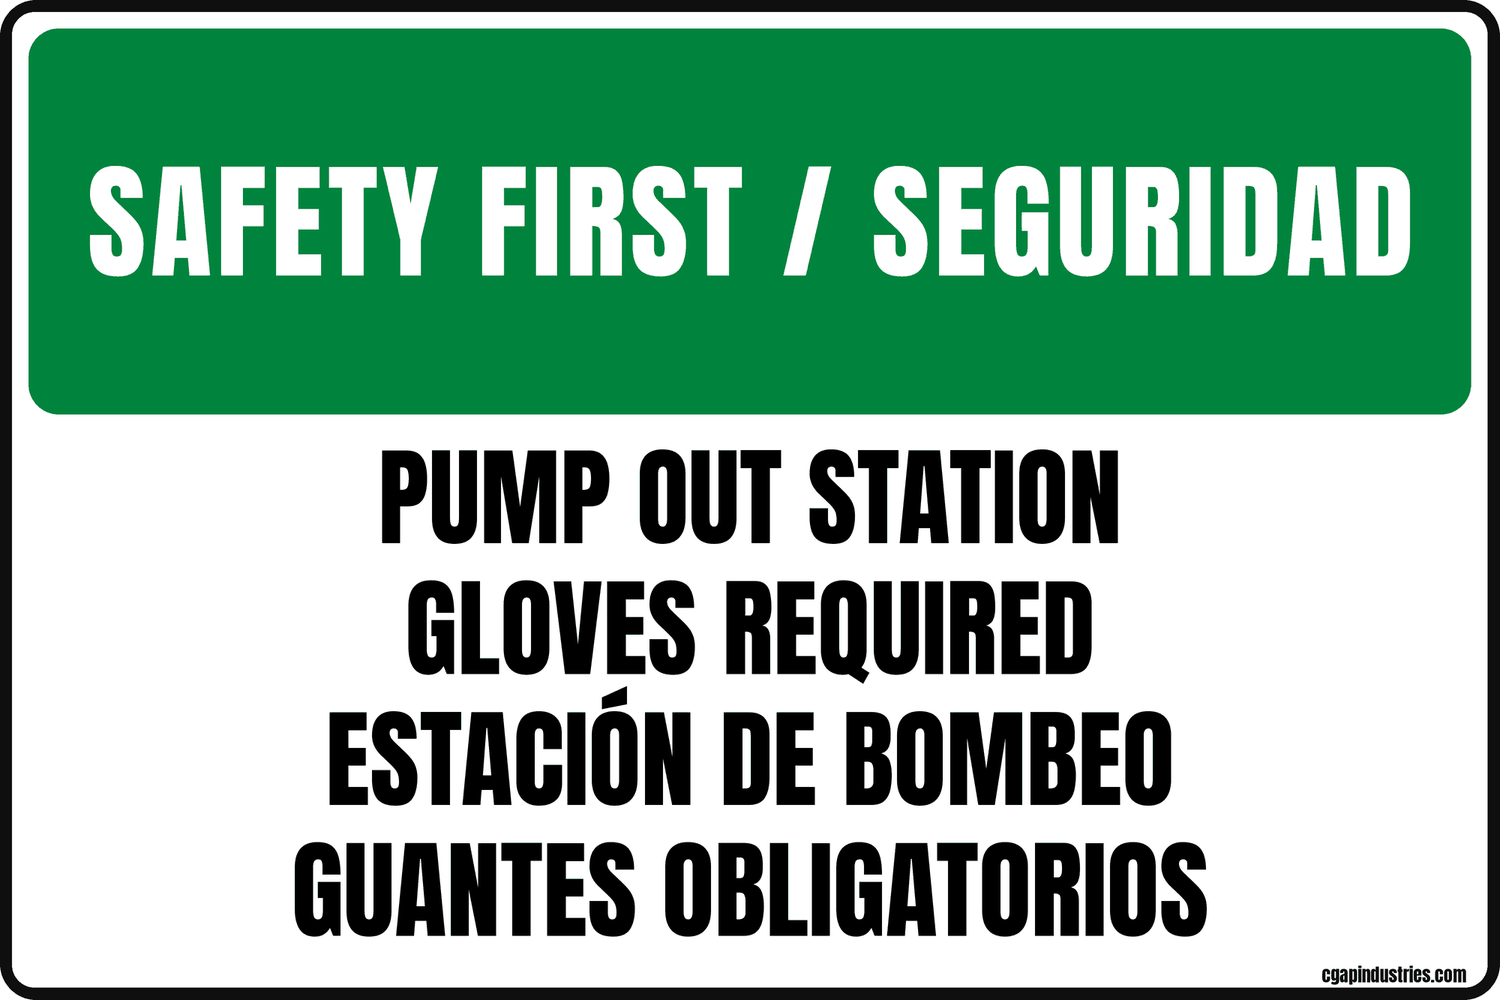 SAFETY FIRST / SEGURIDAD
PUMP OUT STATION
GLOVES REQUIRED
ESTACIÓN DE BOMBEO
GUANTES OBLIGATORIOS
cgapindustries.com